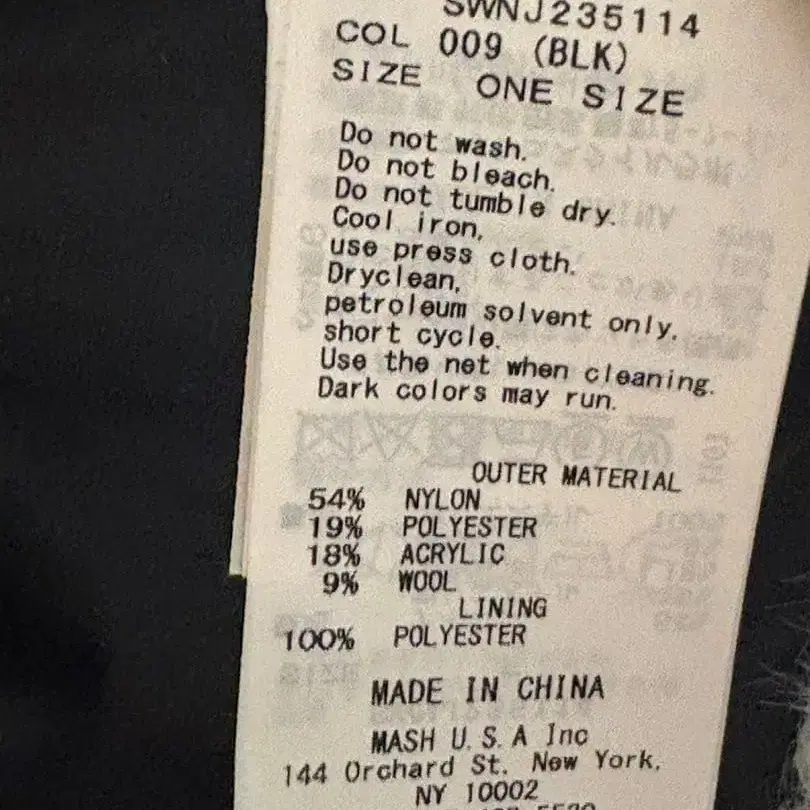 SWNJ235114
COL 009 (BLK)
SIZE ONE SIZE
Do not wash.
Do not bleach.
Do not tumble dry.
Cool iron,
use press cloth.
Dryclean,
petroleum solvent only,
short cycle.
Use the net when cleaning.
Dark colors may run.
OUTER MATERIAL
54% NYLON
19% POLYESTER
18% ACRYLIC
9% WOOL
LINING
100% POLYESTER
MADE IN CHINA
MASH U.S.A Inc
144 Orchard St. New York,
NY 10002